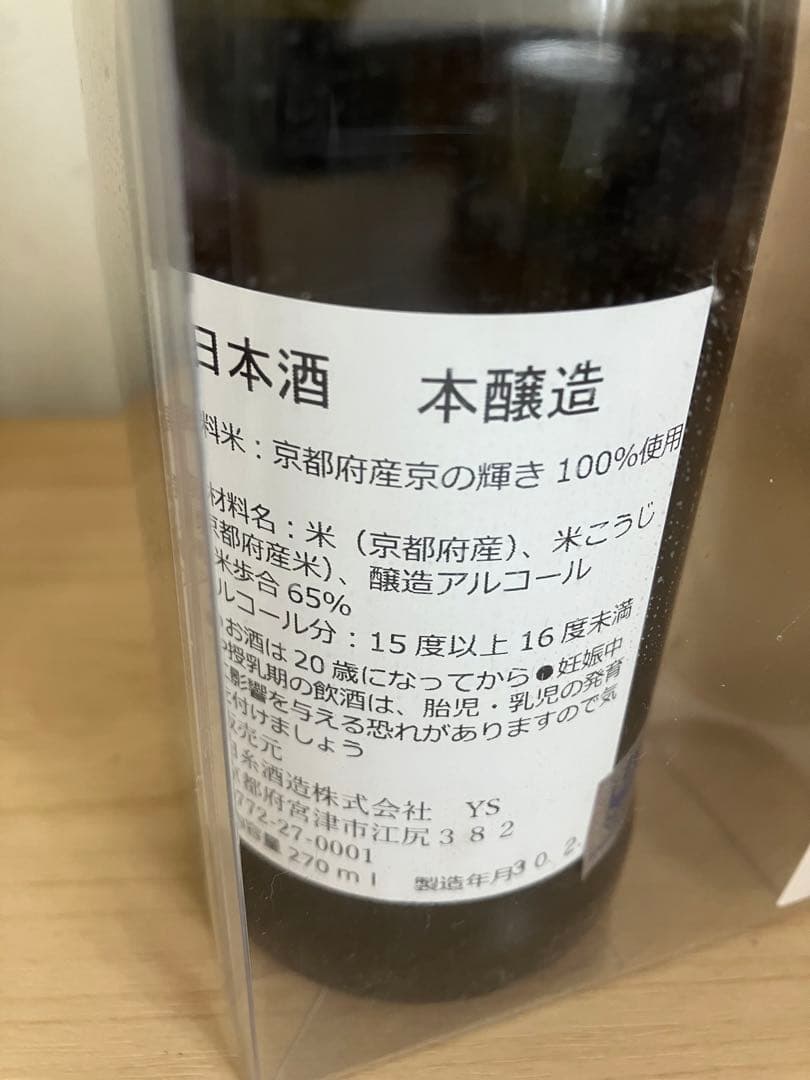 日本酒　本醸造
料米：京都府産京の輝き 100%使用
材料名：米（京都府産）、米こうじ
京都府産米）、醸造アルコール
米歩合 65%
ルコール分：15 度以上 16 度未満
お酒は 20 歳になってから●妊娠中
授乳期の飲酒は、胎児・乳児の発育
影響を与える恐れがありますので気
付けましょう
販売元
糸酒造株式会社　YS
京都府宮津市江尻３８２
0772-27-0001
内容量 270ｍｌ　製造年月30. 2.